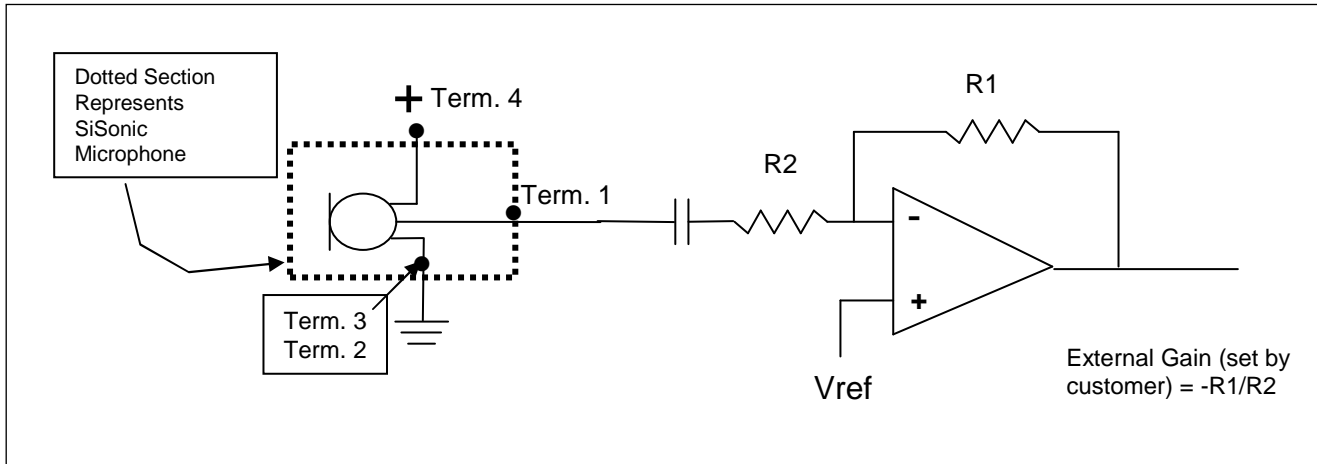 Dotted Section
Represents
SiSonic
Microphone
+ Term. 4
Term. 1
Term. 3
Term. 2
R2
R1
-
+
Vref
External Gain (set by
customer) = -R1/R2